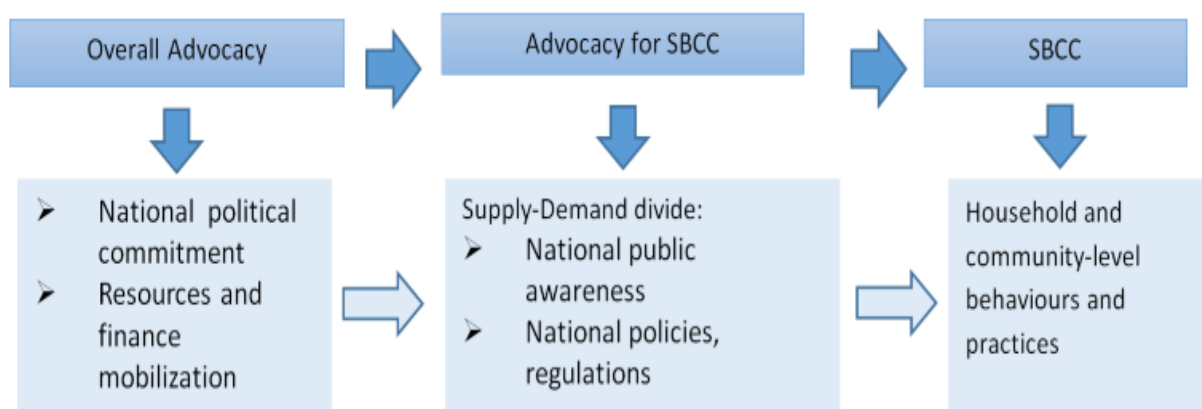 Overall Advocacy
Advocacy for SBCC
SBCC
➢ National political
commitment
➢ Resources and
finance
mobilization
Supply-Demand divide:
➢ National public
awareness
➢ National policies,
regulations
Household and
community-level
behaviours and
practices